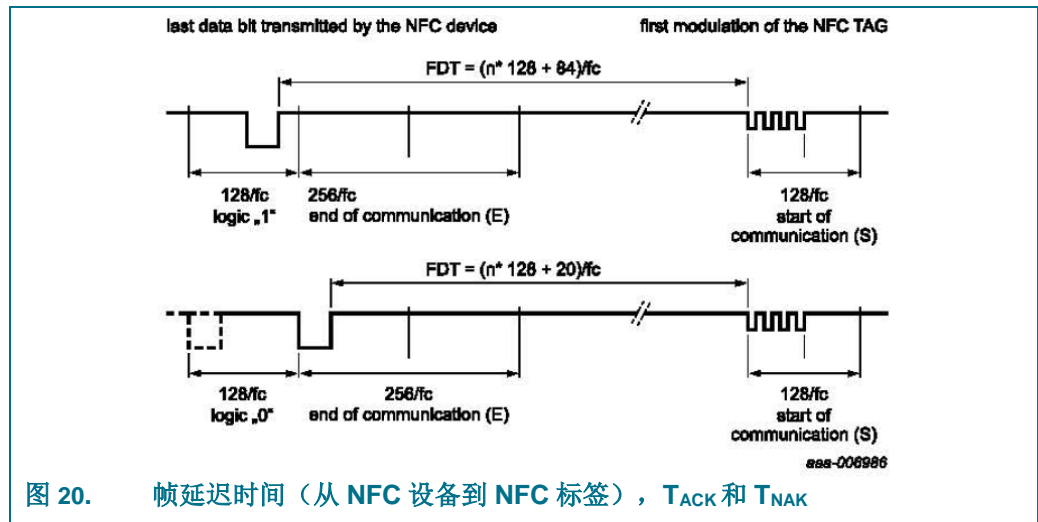 last data bit transmitted by the NFC device first modulation of the NFC TAG
FDT = (n* 128 + 84)/fc
128/fc 256/fc 128/fc
logic „1“ end of communication (E) start of
communication (S)
FDT = (n* 128 + 20)/fc
128/fc 256/fc 128/fc
logic „0“ end of communication (E) start of
communication (S)
aaa-006986
图 20. 帧延迟时间（从 NFC 设备到 NFC 标签），TACK 和 TNAK